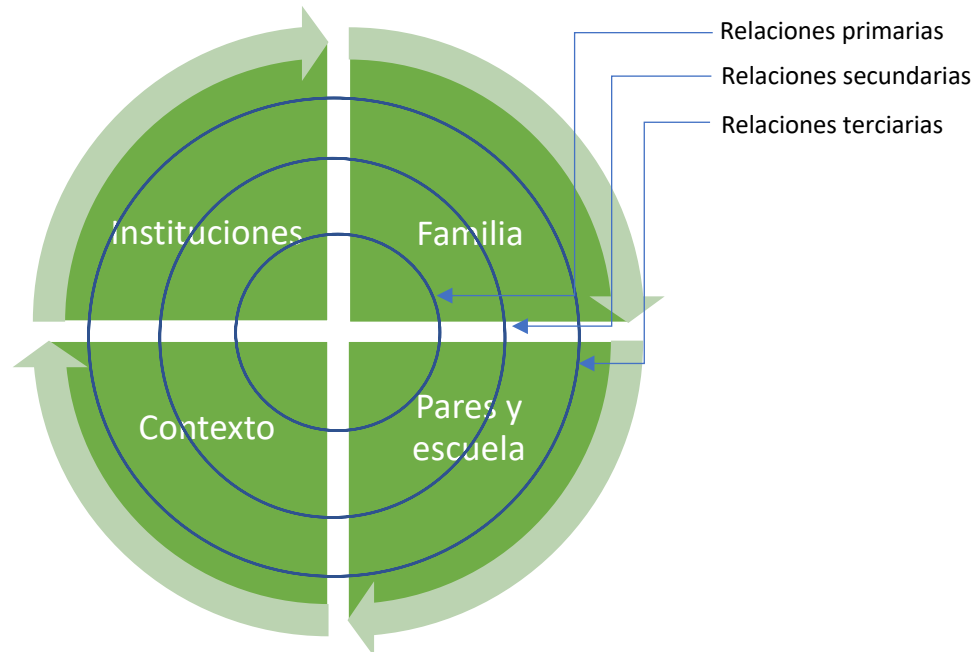 Relaciones primarias
Relaciones secundarias
Relaciones terciarias
Instituciones
Familia
Contexto
Pares y
escuela